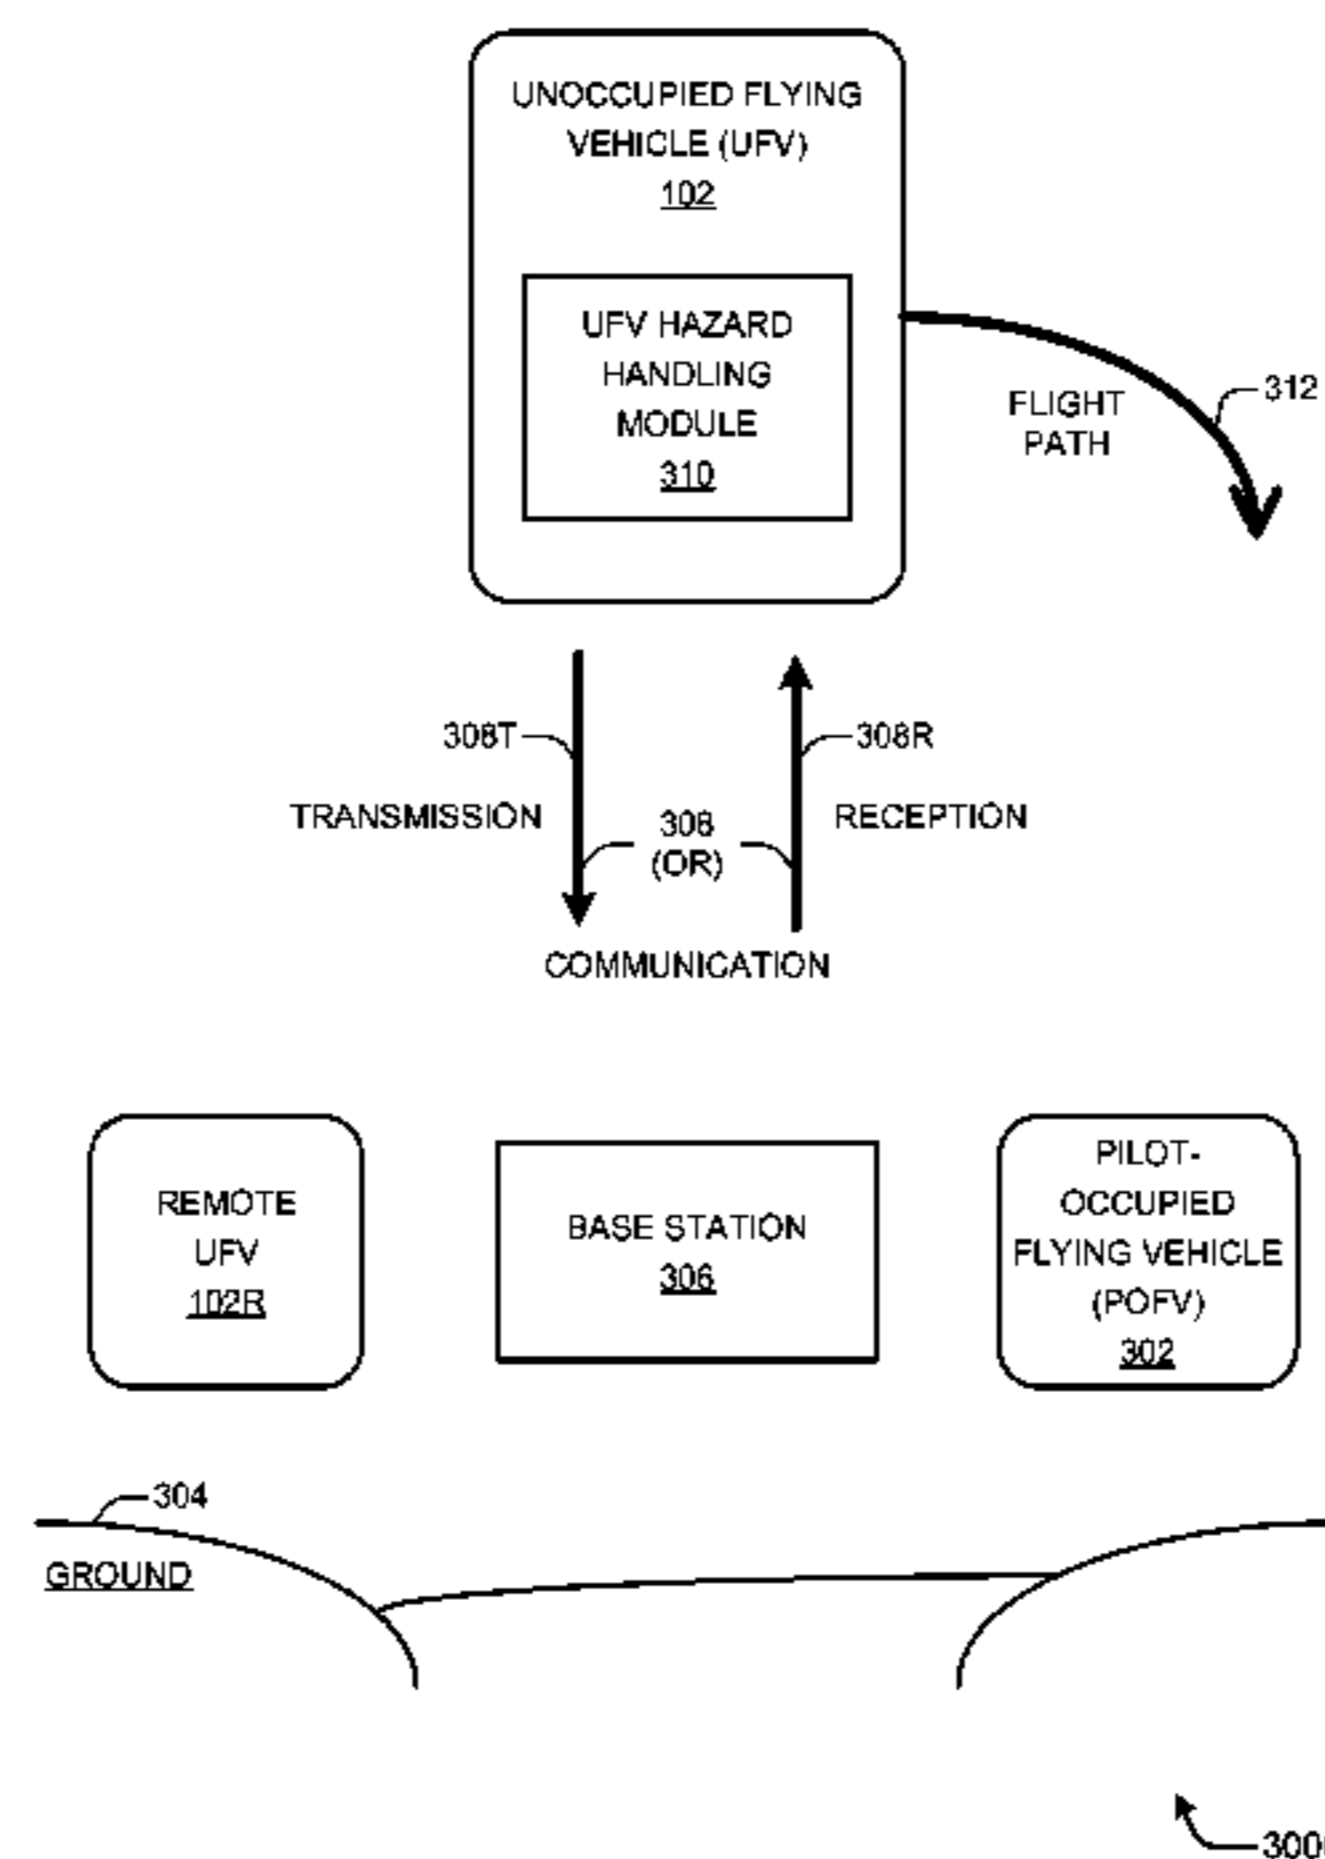 UNOCCUPIED FLYING
VEHICLE (UFV)
102
UFV HAZARD
HANDLING
MODULE
310
312
FLIGHT
PATH
308T
308R
TRANSMISSION
308
(OR)
RECEPTION
COMMUNICATION
REMOTE
UFV
102R
BASE STATION
306
PILOT-
OCCUPIED
FLYING VEHICLE
(POFV)
302
304
GROUND